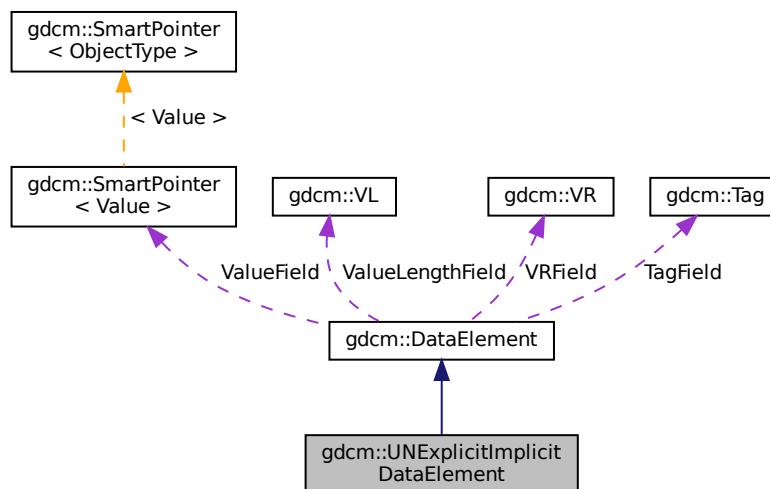 gdcm::SmartPointer
< ObjectType >
< Value >
gdcm::SmartPointer
< Value >
gdcm::VL
gdcm::VR
gdcm::Tag
ValueField
ValueLengthField
VRField
TagField
gdcm::DataElement
gdcm::UNExplicitImplicit
DataElement